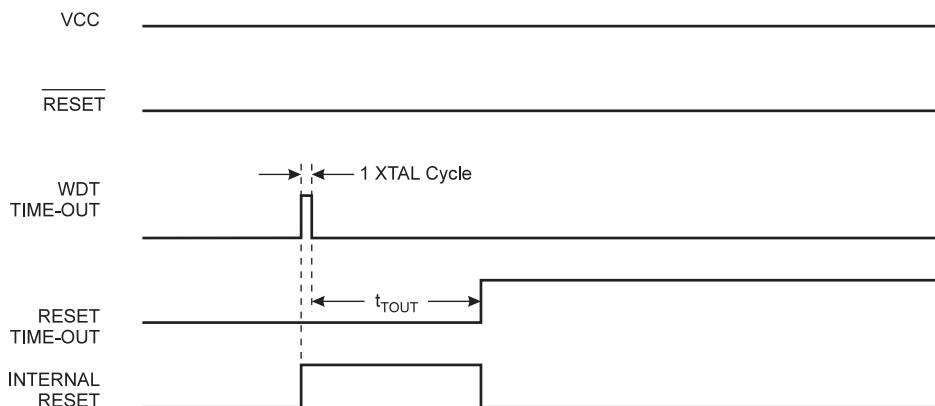 VCC
RESET
1 XTAL Cycle
WDT
TIME-OUT
tTOUT
RESET
TIME-OUT
INTERNAL
RESET